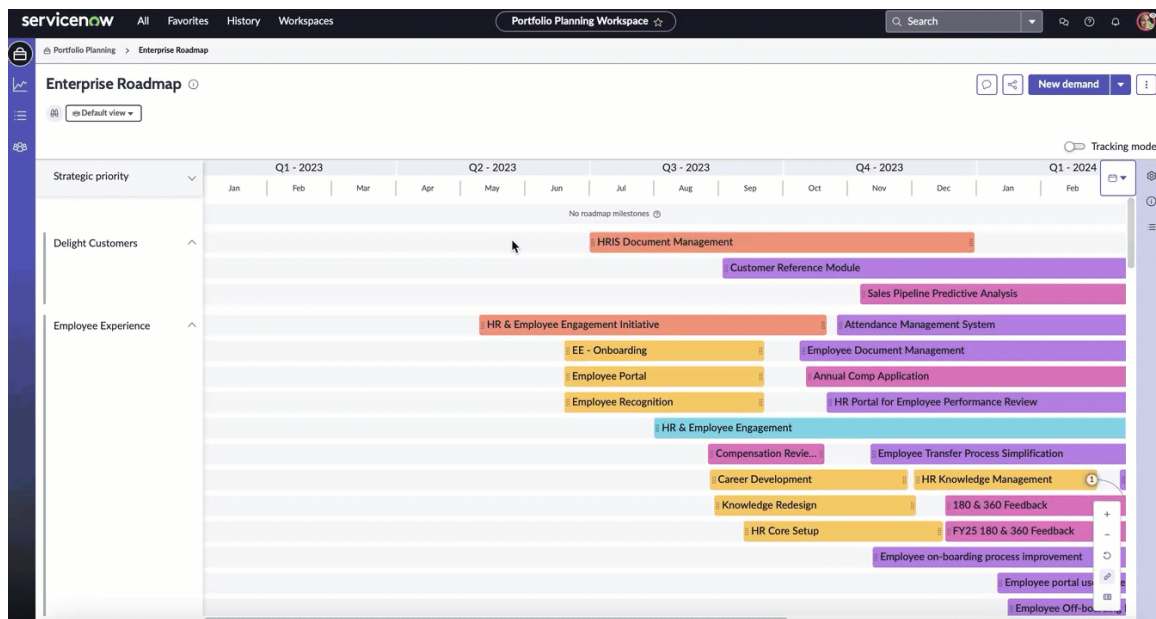 servicenow All Favorites History Workspaces Portfolio Planning Workspace Search
Portfolio Planning > Enterprise Roadmap
Enterprise Roadmap New demand
Default view
Tracking mode
Strategic priority Q1 - 2023 Q2 - 2023 Q3 - 2023 Q4 - 2023 Q1 - 2024
Jan Feb Mar Apr May Jun Jul Aug Sep Oct Nov Dec Jan Feb
No roadmap milestones
Delight Customers HRIS Document Management
Customer Reference Module
Sales Pipeline Predictive Analysis
Employee Experience HR & Employee Engagement Initiative Attendance Management System
EE - Onboarding Employee Document Management
Employee Portal Annual Comp Application
Employee Recognition HR Portal for Employee Performance Review
HR & Employee Engagement
Compensation Revie... Employee Transfer Process Simplification
Career Development HR Knowledge Management 1
Knowledge Redesign 180 & 360 Feedback
HR Core Setup FY25 180 & 360 Feedback
Employee on-boarding process improvement
Employee portal
Employee